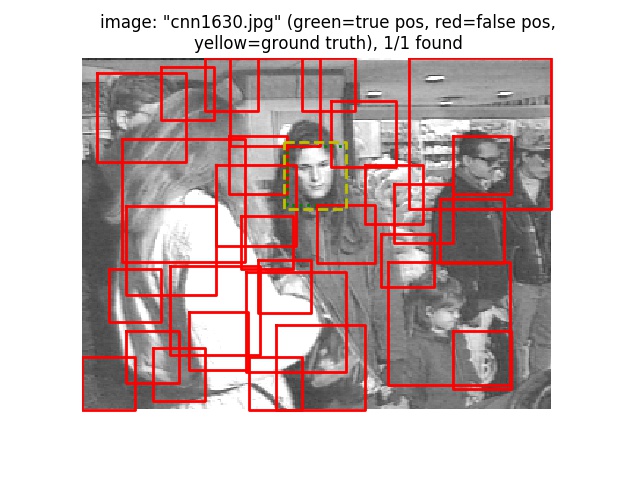 image: "cnn1630.jpg" (green=true pos, red=false pos,
yellow=ground truth), 1/1 found